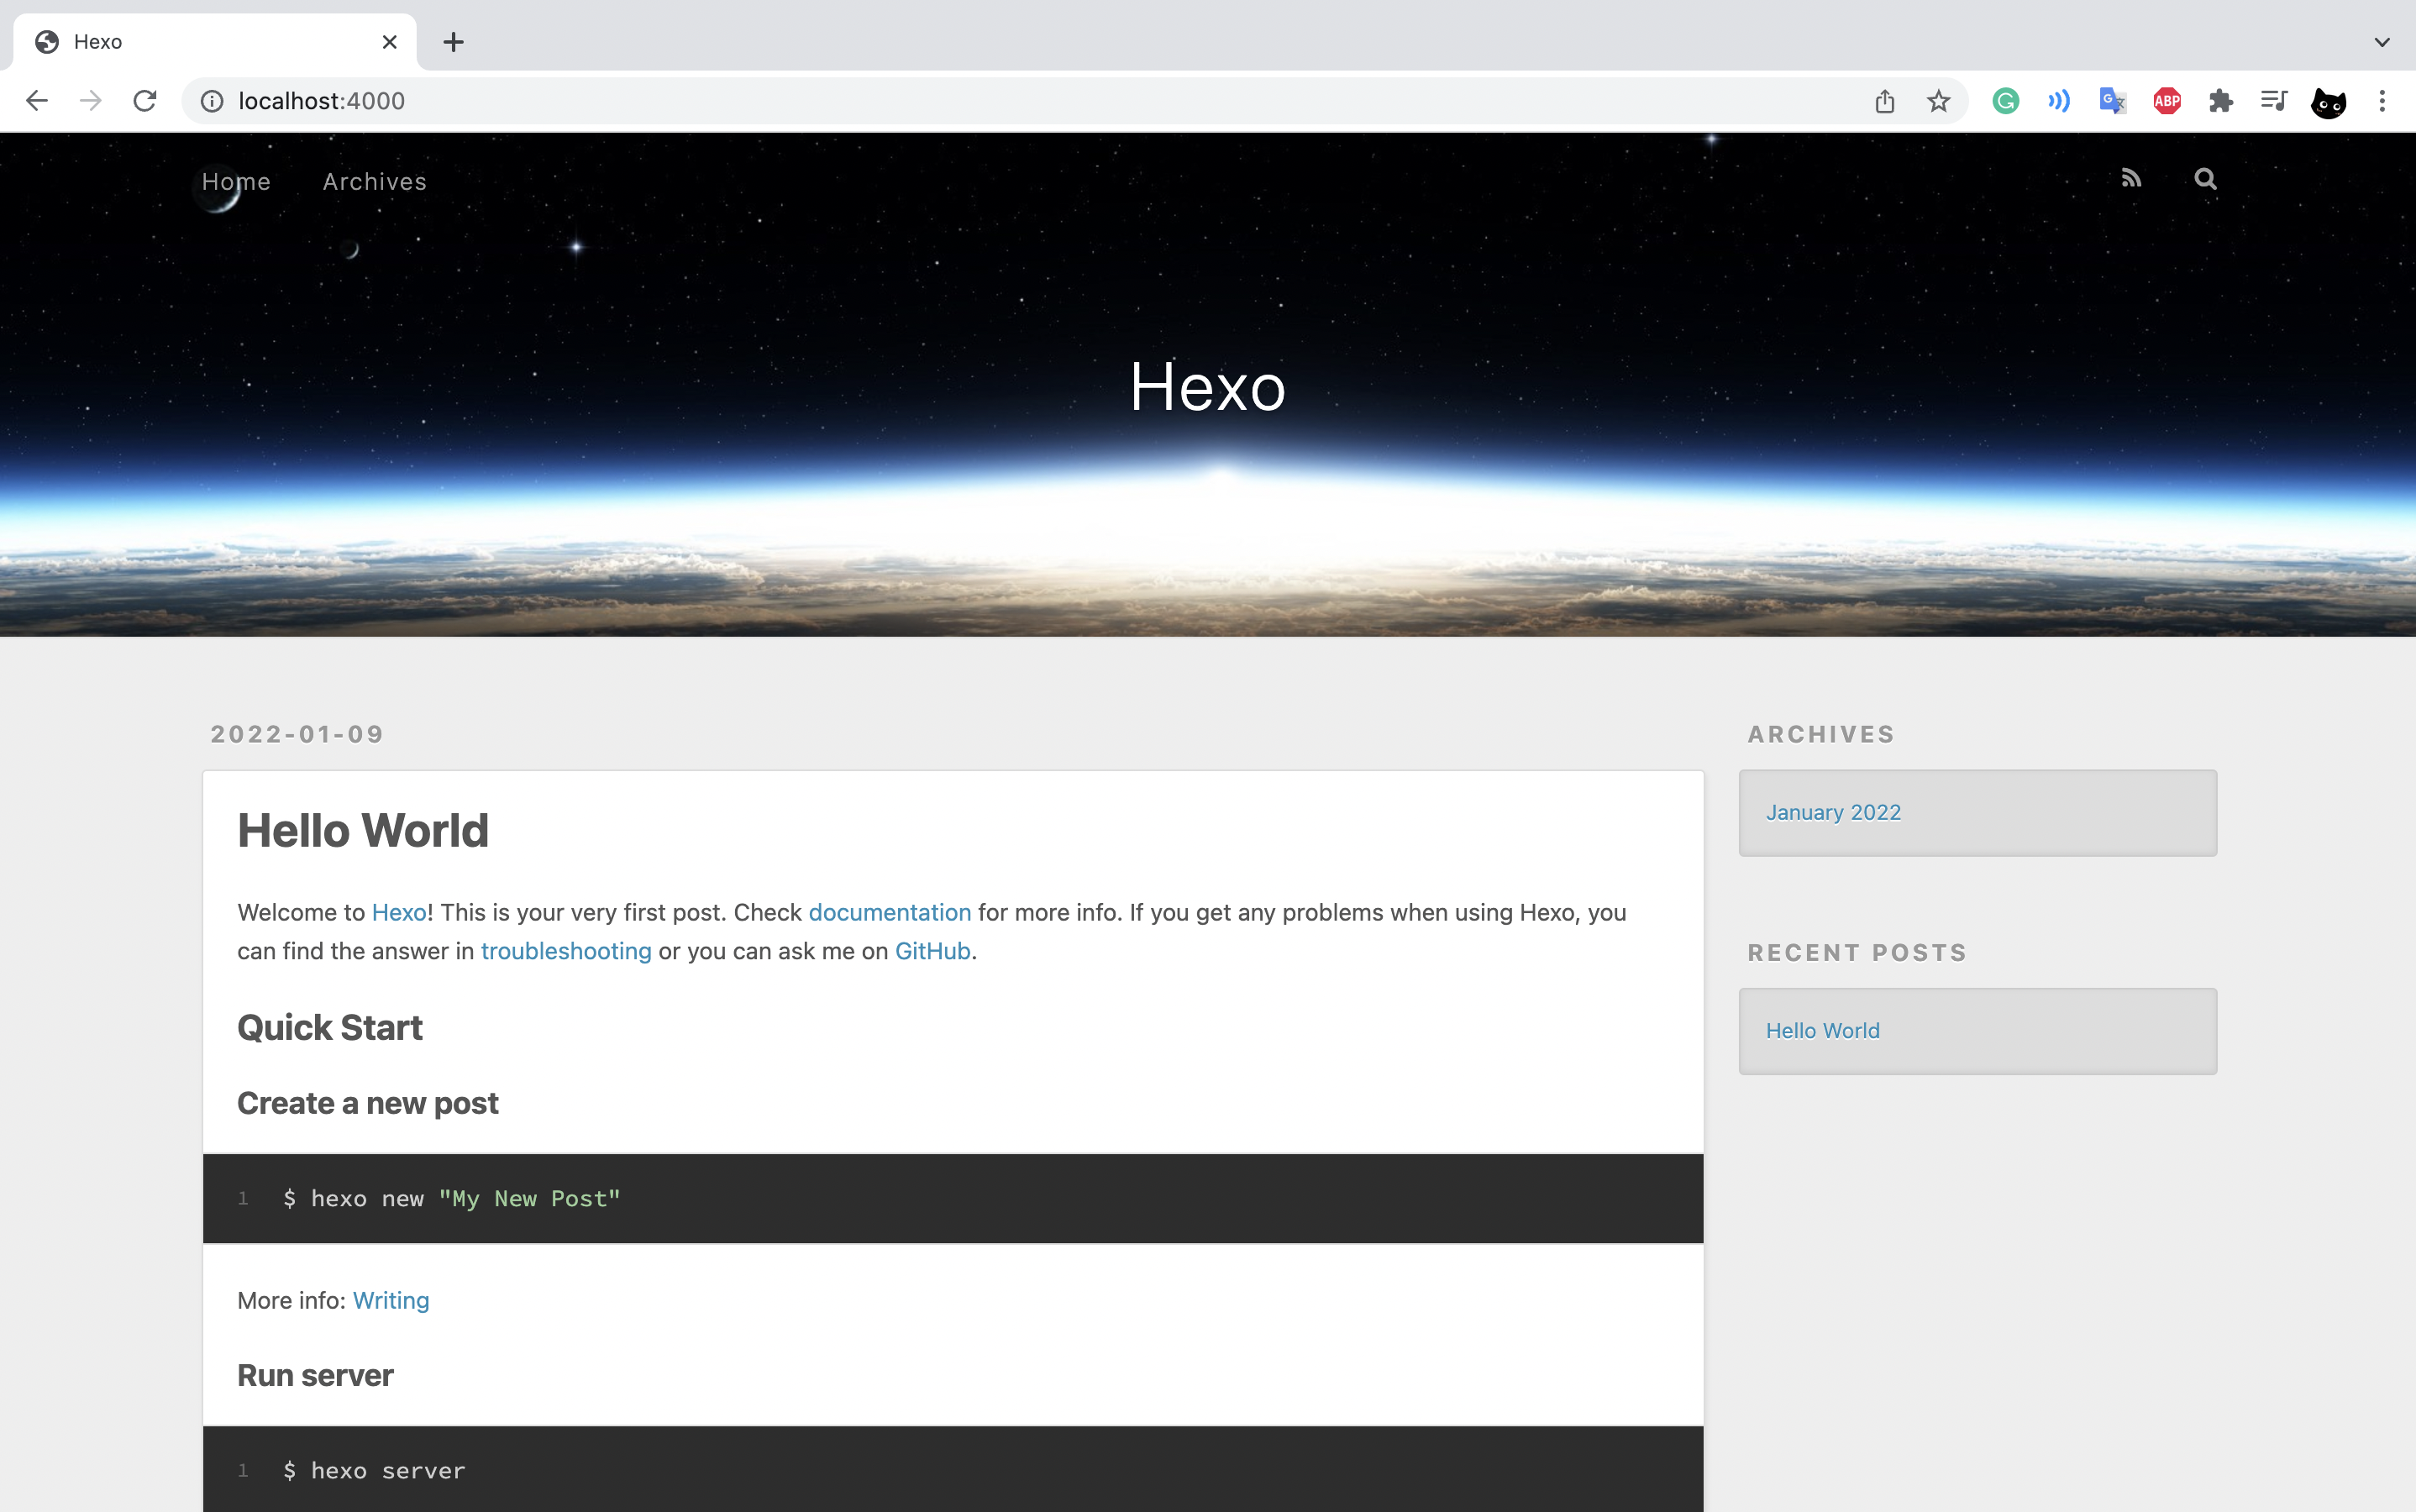 Hexo
localhost:4000
ABP
Home Archives
Hexo
2022-01-09
Hello World
Welcome to Hexo! This is your very first post. Check documentation for more info. If you get any problems when using Hexo, you
can find the answer in troubleshooting or you can ask me on GitHub.
Quick Start
Create a new post
1 $ hexo new "My New Post"
More info: Writing
Run server
1 $ hexo server
ARCHIVES
January 2022
RECENT POSTS
Hello World